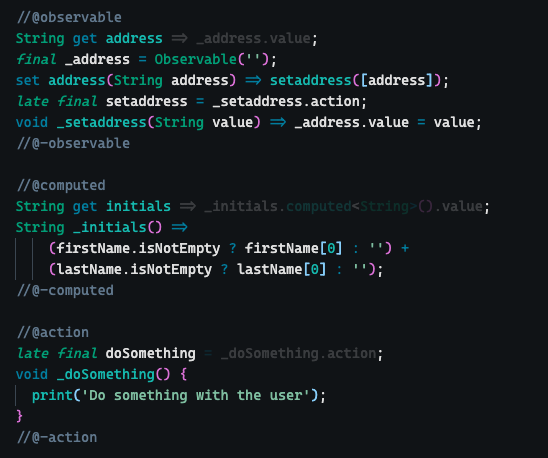 //@observable
String get address => _address.value;
final _address = Observable('');
set address(String address) => setaddress([address]);
late final setaddress = _setaddress.action;
void _setaddress(String value) => _address.value = value;
//@-observable
//@computed
String get initials => _initials.computed<String>().value;
String _initials() =>
(firstName.isNotEmpty ? firstName[0] : '') +
(lastName.isNotEmpty ? lastName[0] : '');
//@-computed
//@action
late final doSomething = _doSomething.action;
void _doSomething() {
print('Do something with the user');
}
//@-action